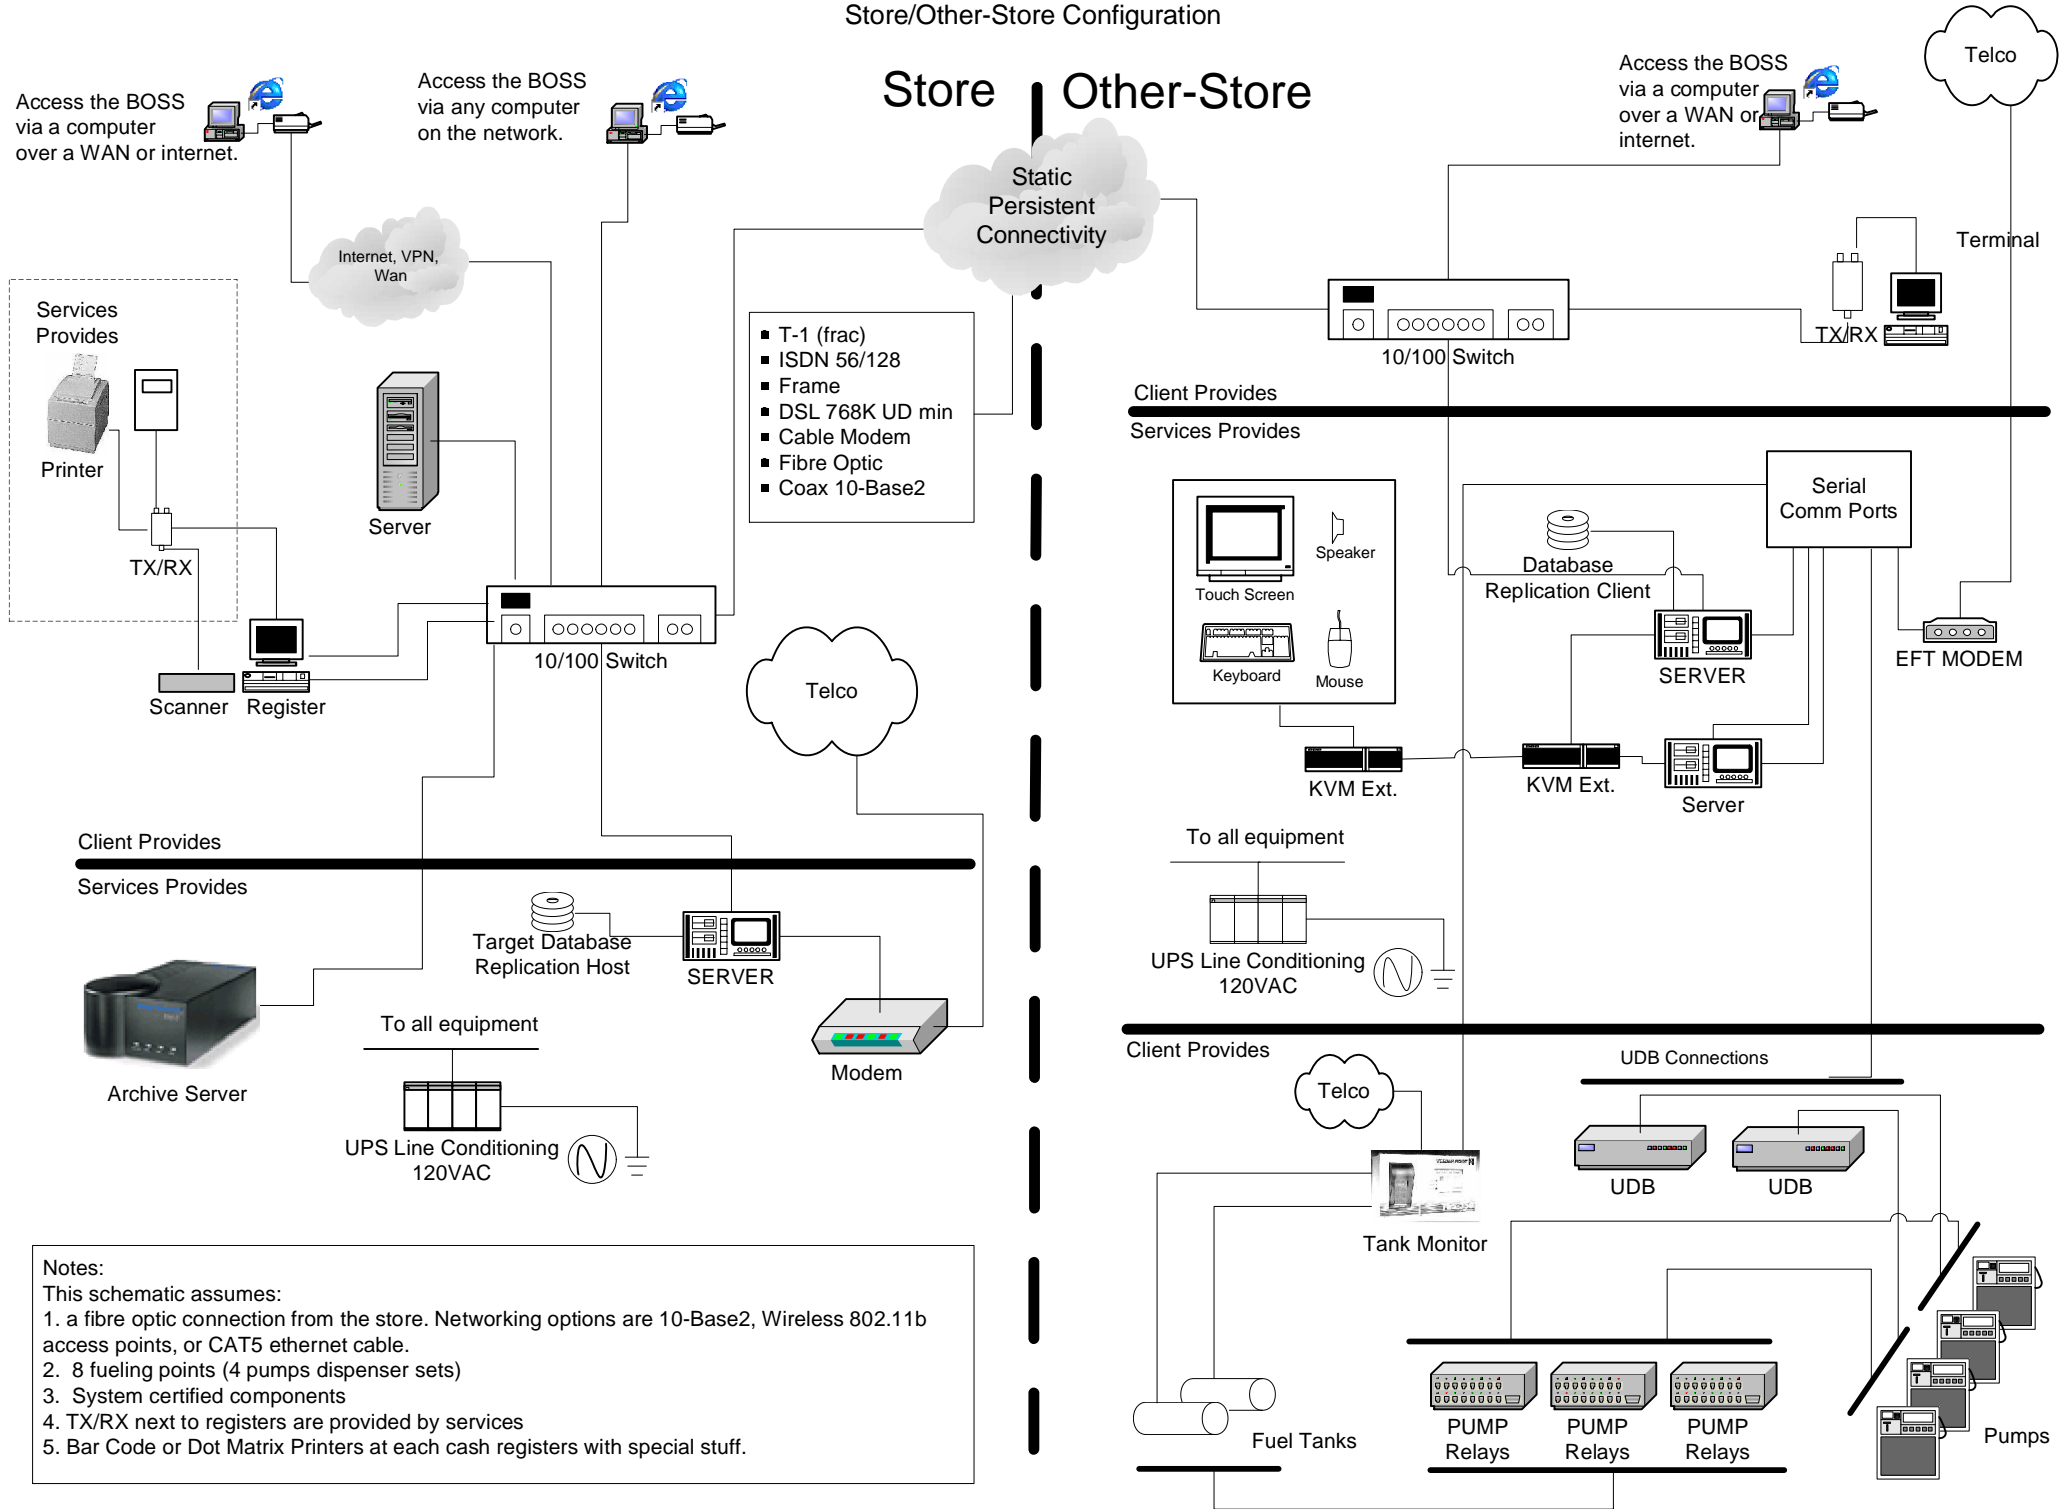 Store/Other-Store Configuration
Store
Other-Store
Access the BOSS
via a computer
over a WAN or internet.
Access the BOSS
via any computer
on the network.
Internet, VPN,
Wan
Services
Provides
Printer
TX/RX
Scanner
Register
Server
10/100 Switch
Static
Persistent
Connectivity
T-1 (frac)
ISDN 56/128
Frame
DSL 768K UD min
Cable Modem
Fibre Optic
Coax 10-Base2
Telco
Client Provides
Services Provides
Target Database
Replication Host
SERVER
Modem
Archive Server
To all equipment
UPS Line Conditioning
120VAC
Notes:
This schematic assumes:
1. a fibre optic connection from the store. Networking options are 10-Base2, Wireless 802.11b
access points, or CAT5 ethernet cable.
2. 8 fueling points (4 pumps dispenser sets)
3. System certified components
4. TX/RX next to registers are provided by services
5. Bar Code or Dot Matrix Printers at each cash registers with special stuff.
Access the BOSS
via a computer
over a WAN or
internet.
Telco
Terminal
TX/RX
10/100 Switch
Client Provides
Services Provides
Touch Screen
Speaker
Keyboard
Mouse
Serial
Comm Ports
Database
Replication Client
SERVER
EFT MODEM
KVM Ext.
KVM Ext.
Server
To all equipment
UPS Line Conditioning
120VAC
Client Provides
UDB Connections
Telco
UDB
UDB
VEEDER ROOT
Tank Monitor
Fuel Tanks
PUMP
Relays
PUMP
Relays
PUMP
Relays
Pumps